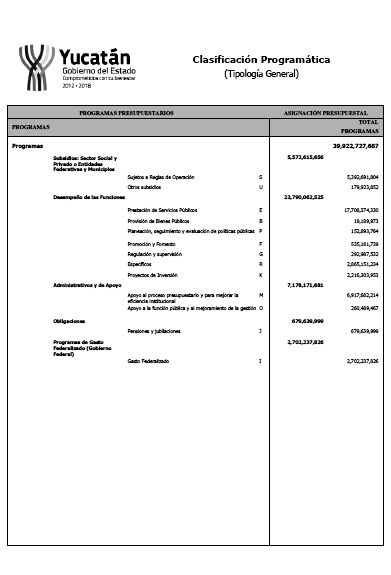 Yucatán
Gobierno del Estado
Comprometidos con tu bienestar
2012 • 2018
Clasificación Programática
(Tipología General)
PROGRAMAS PRESUPUESTARIOS ASIGNACIÓN PRESUPUESTAL
PROGRAMAS TOTAL
PROGRAMAS
Programas 39,922,727,687
Subsidios: Sector Social y 5,572,615,656
Privado o Entidades
Federativas y Municipios
Sujetos a Reglas de Operación S 5,392,691,804
Otros subsidios U 179,923,852
Desempeño de las Funciones 23,790,062,525
Prestación de Servicios Públicos E 17,708,374,330
Provisión de Bienes Públicos B 19,189,973
Planeación, seguimiento y evaluación de políticas públicas P 152,893,764
Promoción y Fomento F 535,161,739
Regulación y supervisión G 292,987,532
Específicos R 2,865,151,234
Proyectos de Inversión K 2,216,303,953
Administrativos y de Apoyo 7,178,171,681
Apoyo al proceso presupuestario y para mejorar la M 6,917,682,214
eficiencia institucional
Apoyo a la función pública y al mejoramiento de la gestión O 260,489,467
Obligaciones 679,639,999
Pensiones y jubilaciones J 679,639,999
Programas de Gasto 2,702,237,826
Federalizado (Gobierno
Federal)
Gasto Federalizado I 2,702,237,826